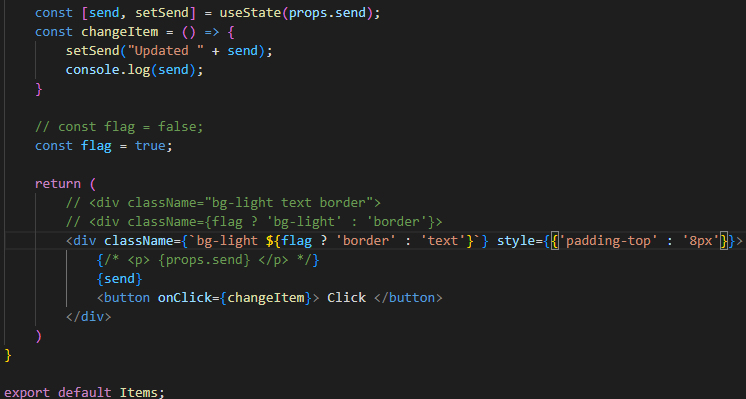 const [send, setSend] = useState(props.send);
const changeItem = () => {
setSend("Updated " + send);
console.log(send);
}
// const flag = false;
const flag = true;
return (
// <div className="bg-light text border">
// <div className={flag ? 'bg-light' : 'border'}>
<div className={`bg-light ${flag ? 'border' : 'text'}`} style={{'padding-top' : '8px'}}>
{/* <p> {props.send} </p> */}
{send}
<button onClick={changeItem}> Click </button>
</div>
)
}
export default Items;